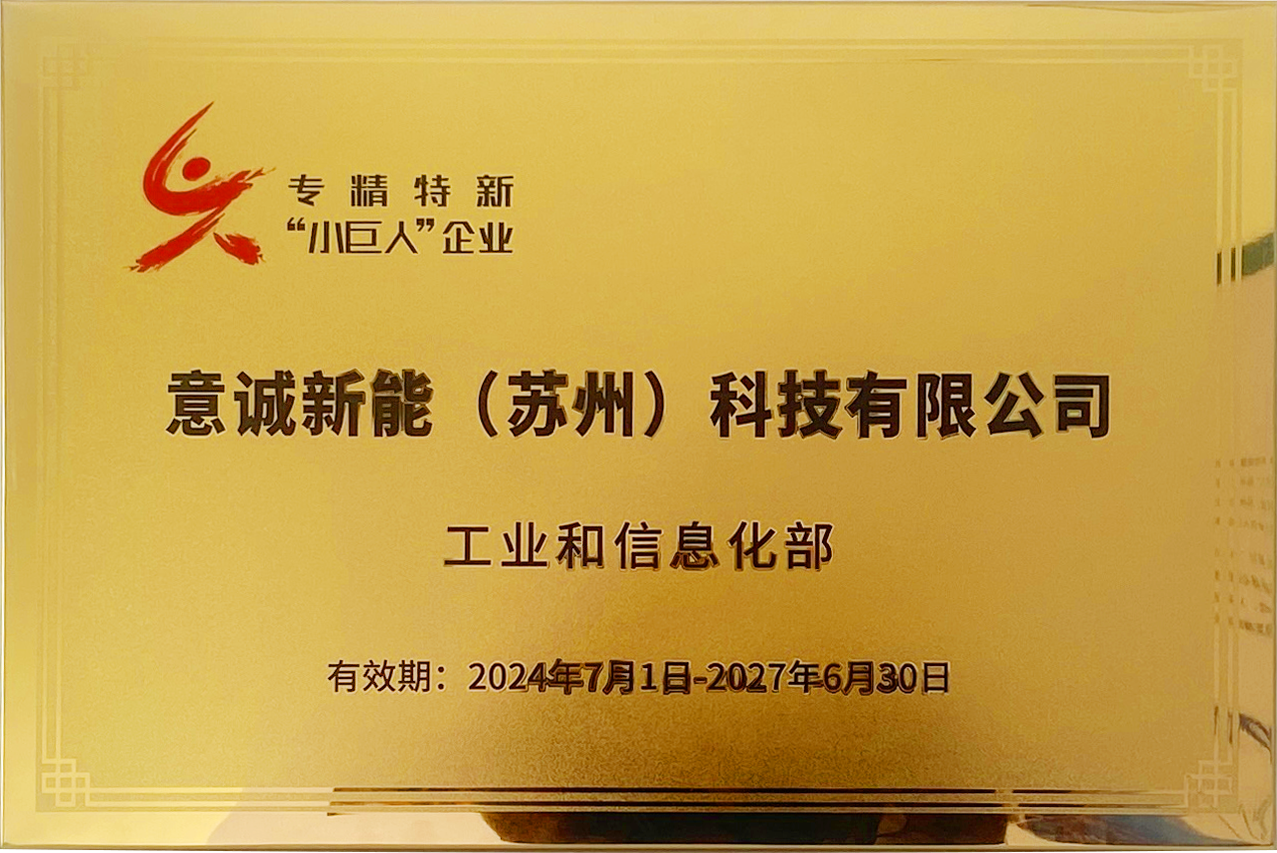 专精特新
“小巨人”企业
意诚新能（苏州）科技有限公司
工业和信息化部
有效期：2024年7月1日-2027年6月30日